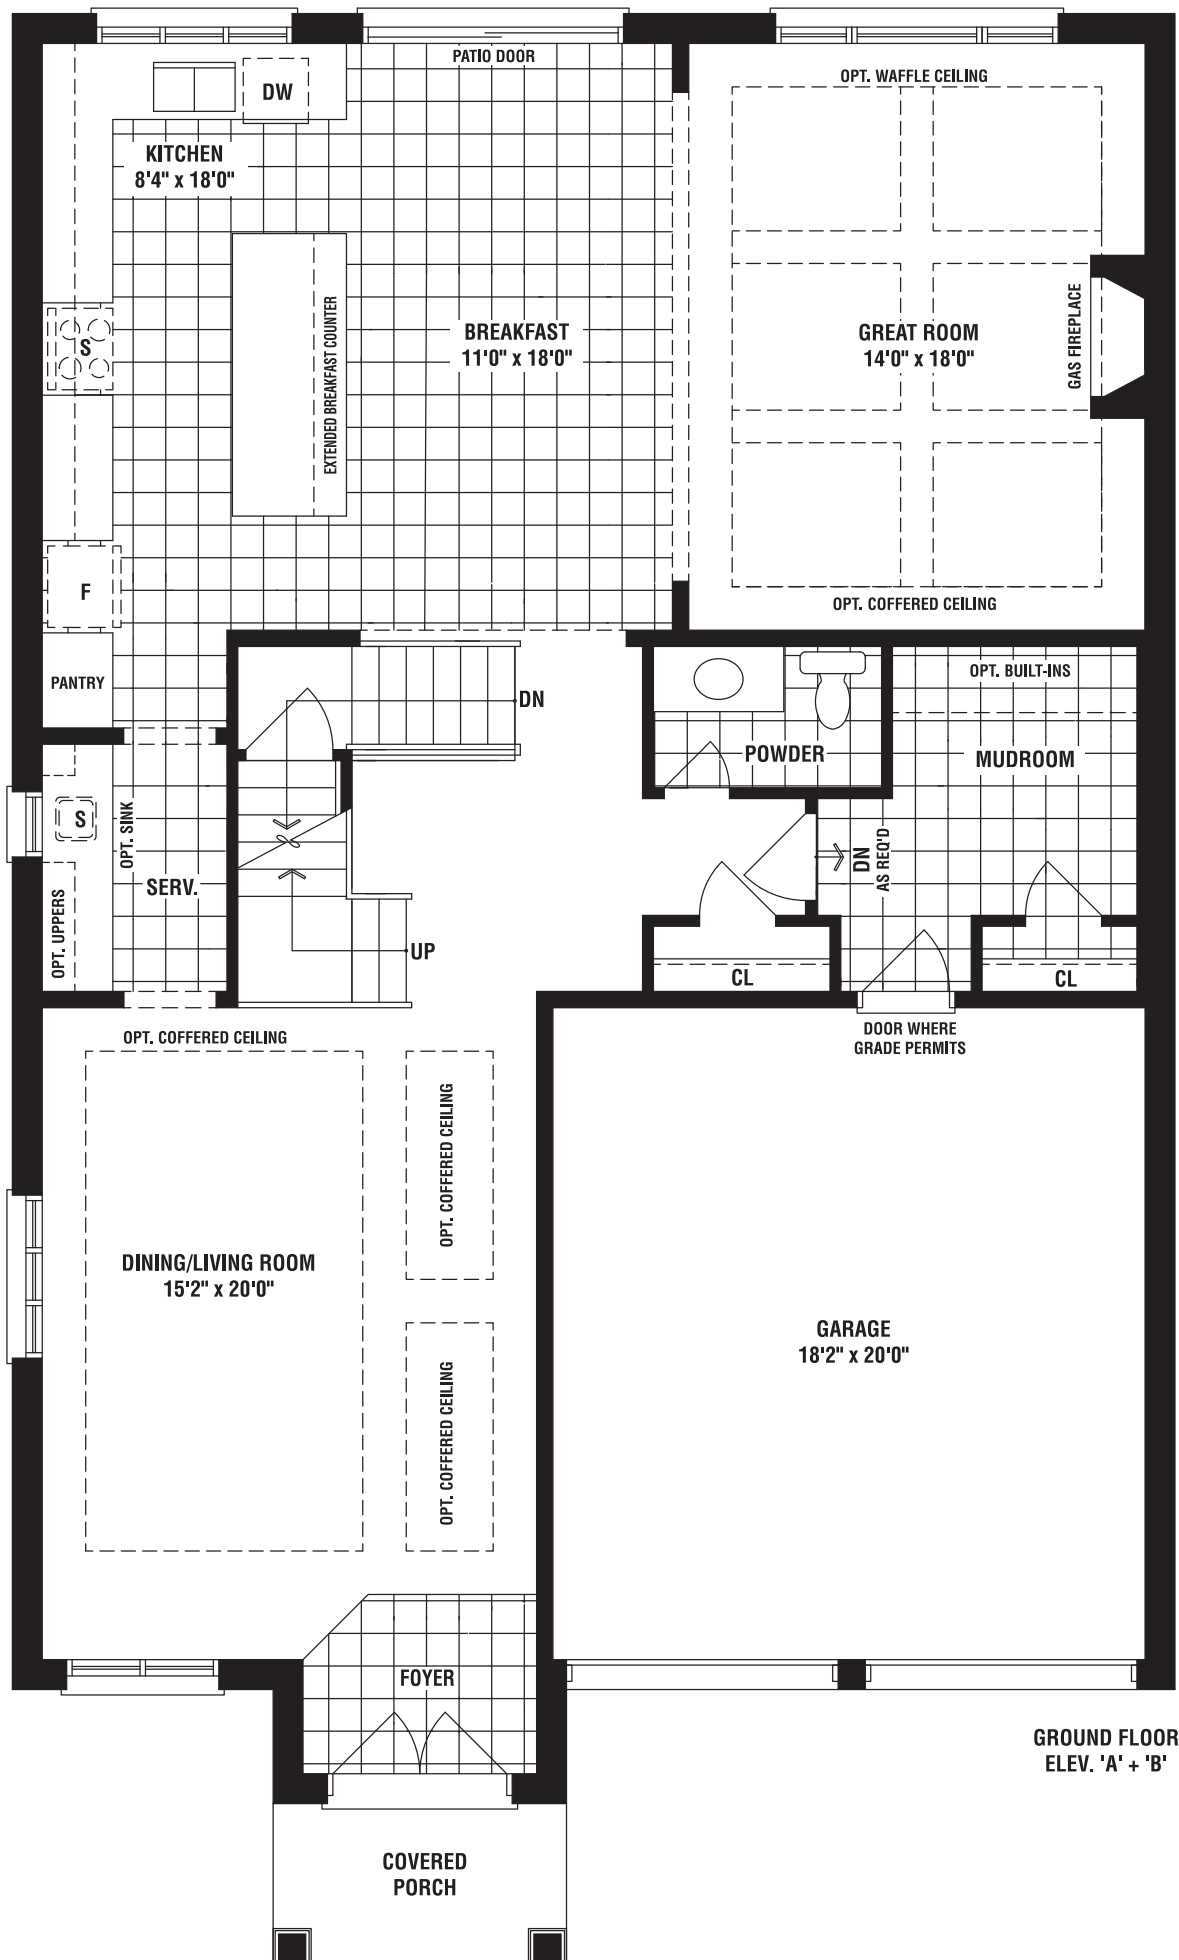 PATIO DOOR
OPT. WAFFLE CEILING
DW
KITCHEN
8'4" x 18'0"
EXTENDED BREAKFAST COUNTER
BREAKFAST
11'0" x 18'0"
GREAT ROOM
14'0" x 18'0"
GAS FIREPLACE
S
F
OPT. COFFERED CEILING
PANTRY
DN
OPT. BUILT-INS
POWDER
MUDROOM
S
OPT. SINK
DN
AS REQ'D
SERV.
OPT. UPPERS
UP
CL
CL
OPT. COFFERED CEILING
DOOR WHERE
GRADE PERMITS
OPT. COFFERED CEILING
DINING/LIVING ROOM
15'2" x 20'0"
GARAGE
18'2" x 20'0"
OPT. COFFERED CEILING
FOYER
GROUND FLOOR
ELEV. 'A' + 'B'
COVERED
PORCH